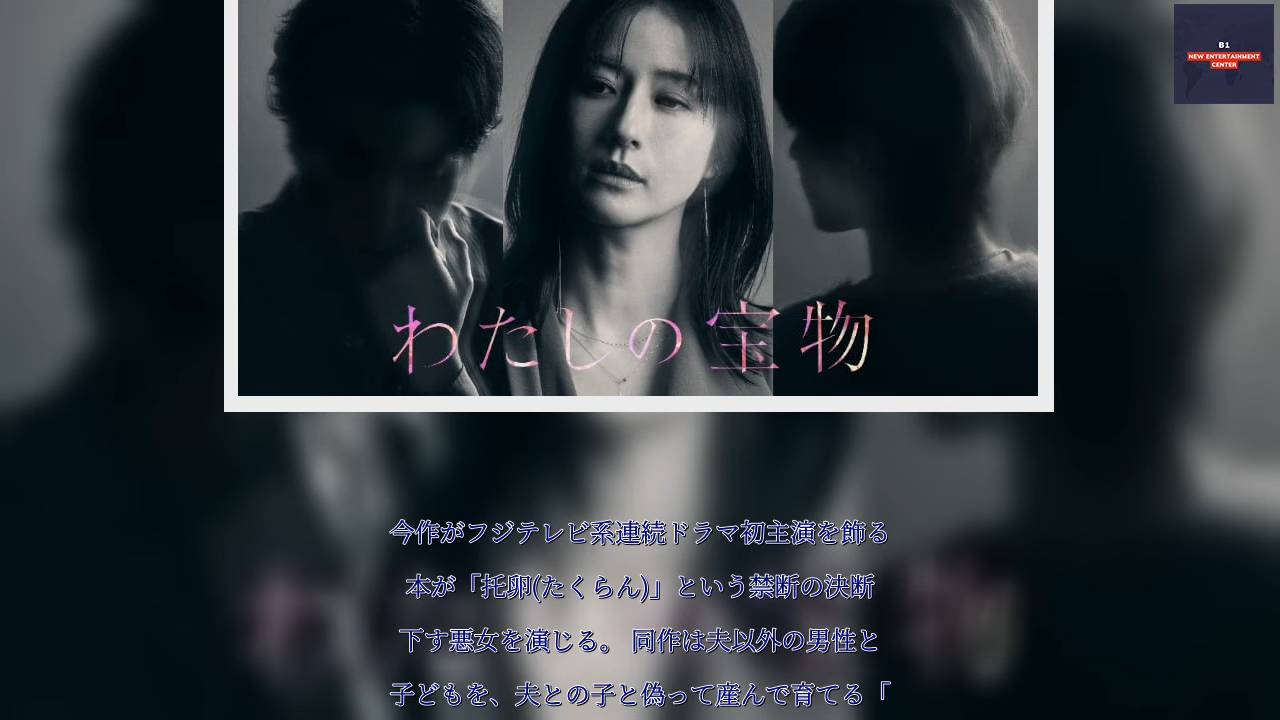 B1
NEW ENTERTAINMENT
CENTER
わたしの宝物
今作がフジテレビ系連続ドラマ初主演を飾る
本が「托卵(たくらん)」という禁断の決断
下す悪女を演じる。 同作は夫以外の男性と
子どもを、夫との子と偽って産んで育てる「